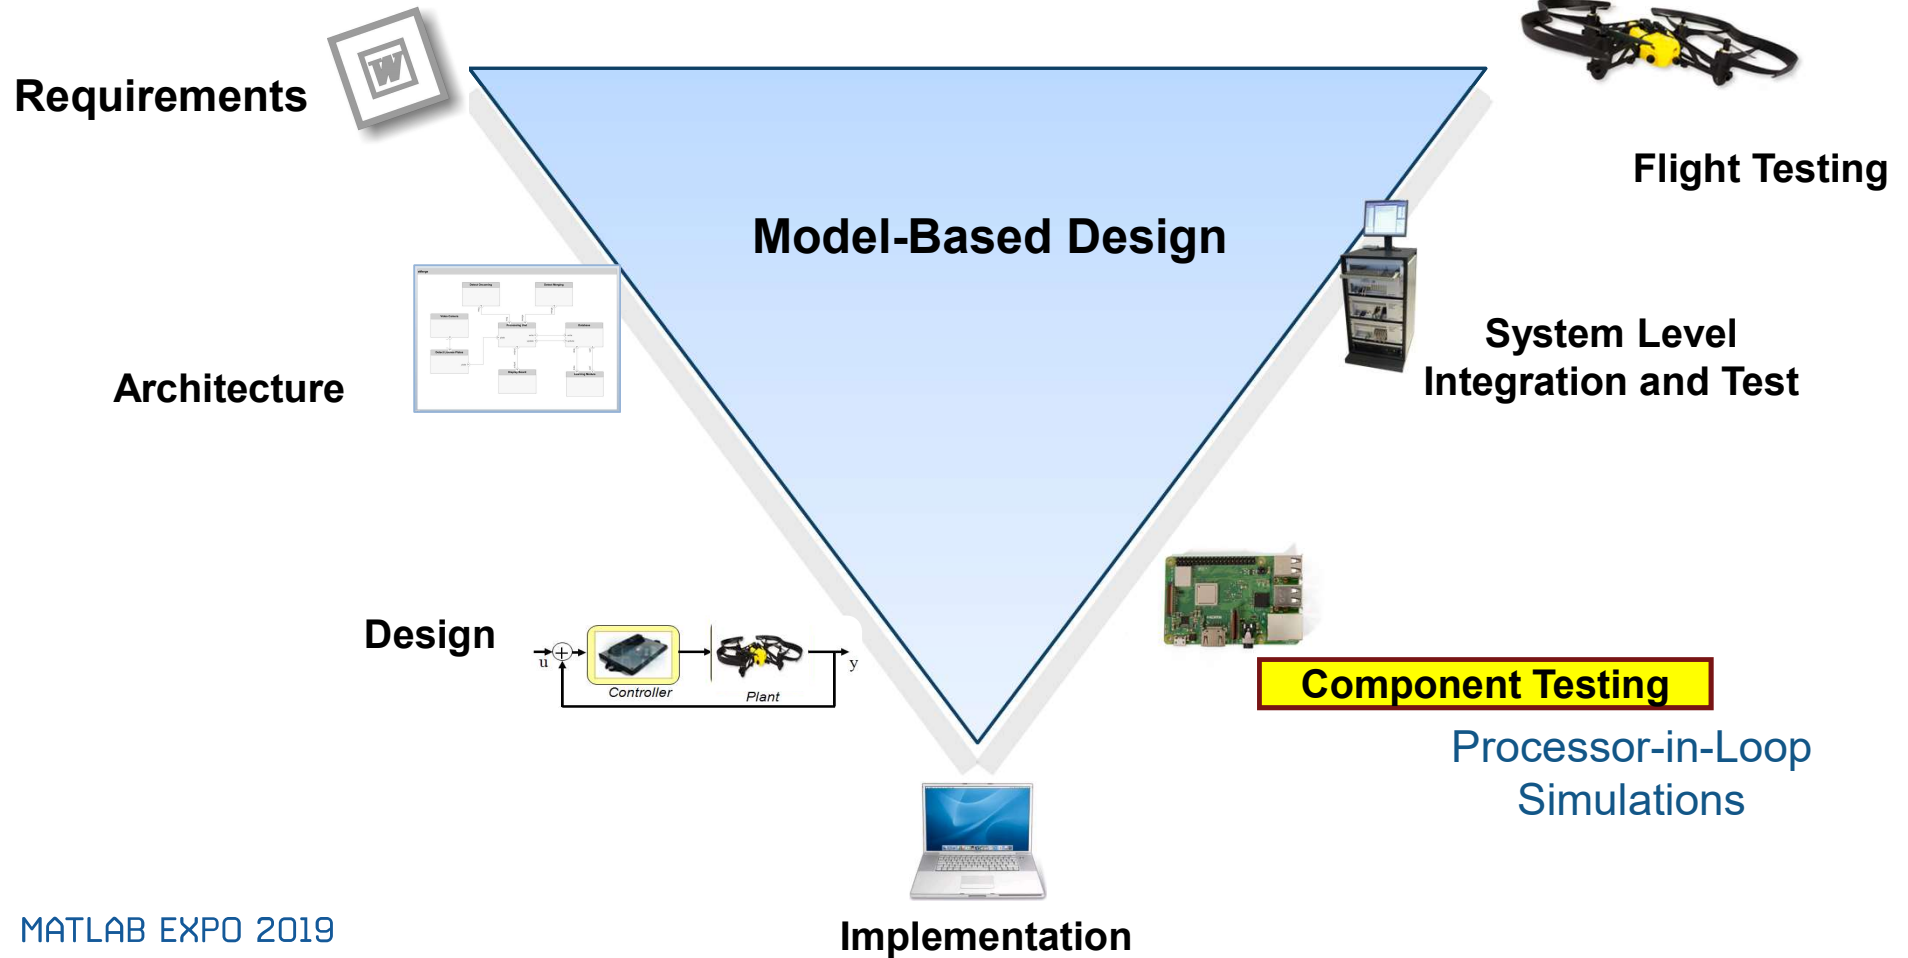 Requirements
W
Model-Based Design
Flight Testing
System Level
Integration and Test
Architecture
Design
u
Controller
Plant
y
Component Testing
Processor-in-Loop
Simulations
MATLAB EXPO 2019
Implementation